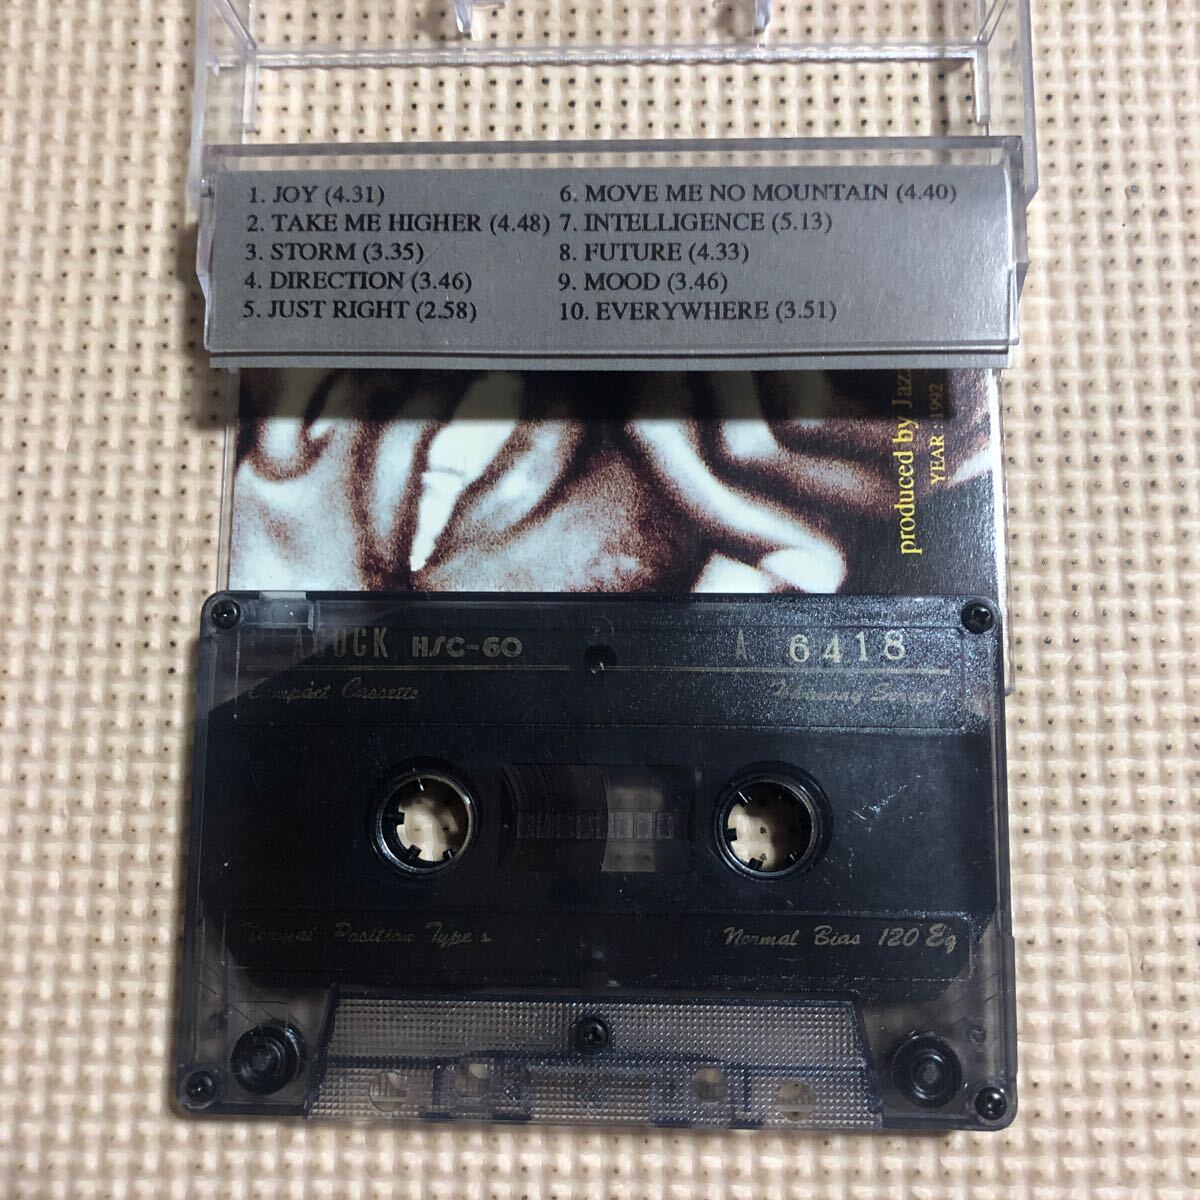 1. JOY (4.31)
2. TAKE ME HIGHER (4.48)
3. STORM (3.35)
4. DIRECTION (3.46)
5. JUST RIGHT (2.58)
6. MOVE ME NO MOUNTAIN (4.40)
7. INTELLIGENCE (5.13)
8. FUTURE (4.33)
9. MOOD (3.46)
10. EVERYWHERE (3.51)
produced by Jazz
YEAR : 1992
HSC-60
A 6418
Compact Cassette
Normal Position Type
Normal Bias 120 Eq